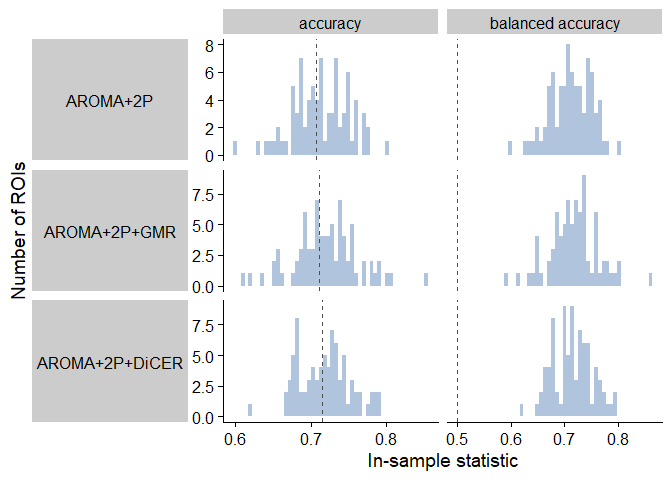 accuracy
balanced accuracy
Number of ROIs
AROMA+2P
8
6
4
2
0
AROMA+2P+GMR
7.5
5.0
2.5
0.0
AROMA+2P+DiCER
7.5
5.0
2.5
0.0
0.6 0.7 0.8
0.5 0.6 0.7 0.8
In-sample statistic